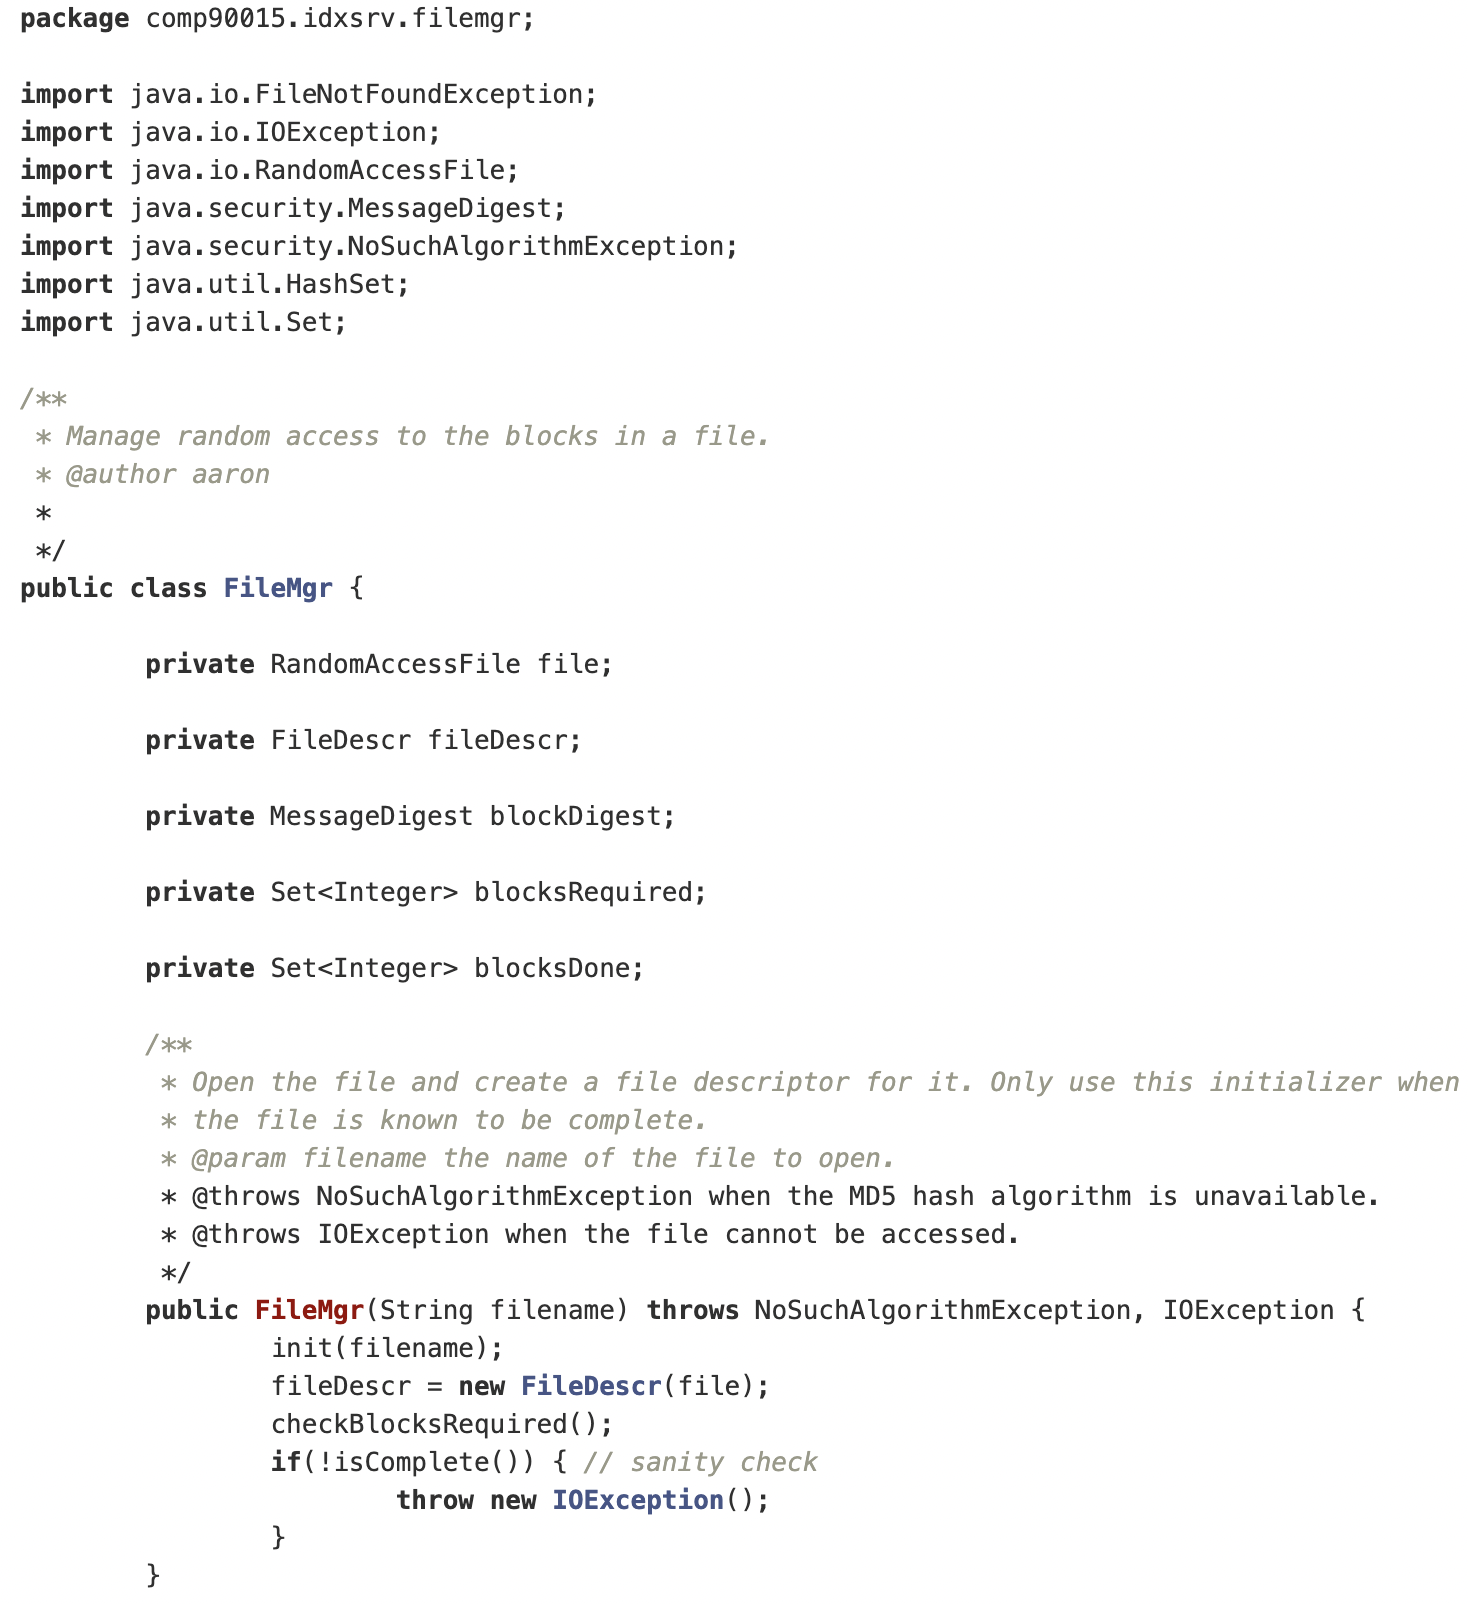 package comp90015.idxsrv.filemgr;
import java.io.FileNotFoundException;
import java.io.IOException;
import java.io.RandomAccessFile;
import java.security.MessageDigest;
import java.security.NoSuchAlgorithmException;
import java.util.HashSet;
import java.util.Set;
/**
 * Manage random access to the blocks in a file.
 * @author aaron
 *
 */
public class FileMgr {
        private RandomAccessFile file;
        private FileDescr fileDescr;
        private MessageDigest blockDigest;
        private Set<Integer> blocksRequired;
        private Set<Integer> blocksDone;
        /**
         * Open the file and create a file descriptor for it. Only use this initializer when
         * the file is known to be complete.
         * @param filename the name of the file to open.
         * @throws NoSuchAlgorithmException when the MD5 hash algorithm is unavailable.
         * @throws IOException when the file cannot be accessed.
         */
        public FileMgr(String filename) throws NoSuchAlgorithmException, IOException {
                init(filename);
                fileDescr = new FileDescr(file);
                checkBlocksRequired();
                if(!isComplete()) { // sanity check
                        throw new IOException();
                }
        }